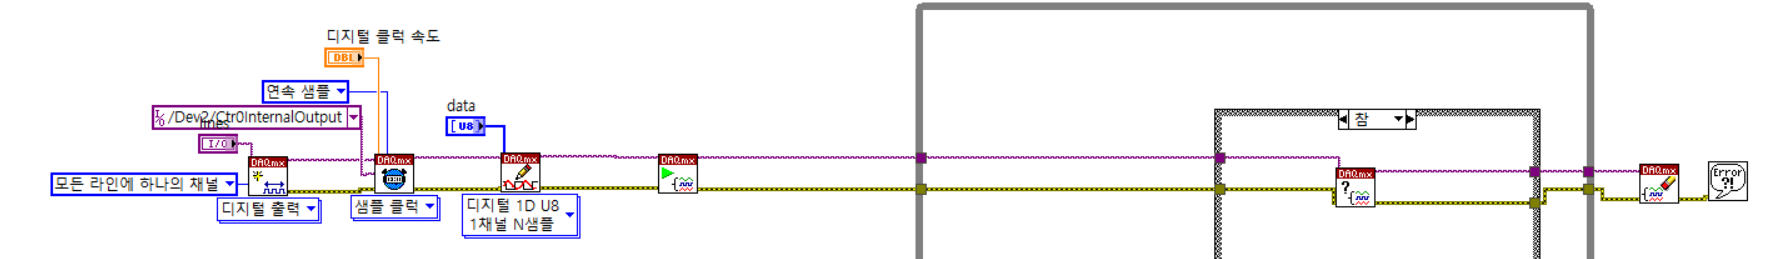 디지털 클럭 속도
DBL
연속 샘플
data
/Dev2/Ctr0InternalOutput
lines
[U8]
I/O
DAQmx
DAQmx
DAQmx
DAQmx
DAQmx
DAQmx
참
모든 라인에 하나의 채널
디지털 출력
샘플 클럭
디지털 1D U8
1채널 N샘플
?
Error
?!